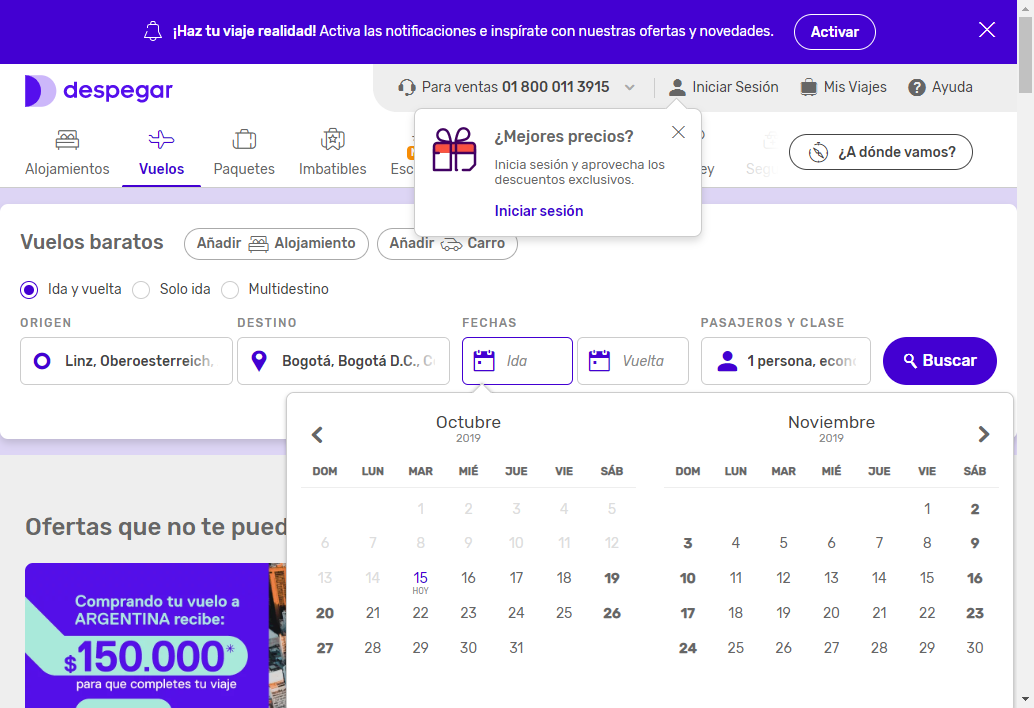 ¡Haz tu viaje realidad! Activa las notificaciones e inspírate con nuestras ofertas y novedades. Activar
despegar
Para ventas 01 800 011 3915 Iniciar Sesión Mis Viajes Ayuda
Alojamientos Vuelos Paquetes Imbatibles
¿A dónde vamos?
¿Mejores precios?
Inicia sesión y aprovecha los
descuentos exclusivos.
Iniciar sesión
Vuelos baratos Añadir Alojamiento Añadir Carro
Ida y vuelta Solo ida Multidestino
ORIGEN DESTINO FECHAS PASAJEROS Y CLASE
Linz, Oberoesterreich, Bogotá, Bogotá D.C., Ida Vuelta 1 persona, econ Buscar
Octubre
2019
DOM LUN MAR MIÉ JUE VIE SÁB
1 2 3 4 5
6 7 8 9 10 11 12
13 14 15 16 17 18 19
HOY
20 21 22 23 24 25 26
27 28 29 30 31
Noviembre
2019
DOM LUN MAR MIÉ JUE VIE SÁB
1 2
3 4 5 6 7 8 9
10 11 12 13 14 15 16
17 18 19 20 21 22 23
24 25 26 27 28 29 30
Ofertas que no te pued
Comprando tu vuelo a
ARGENTINA recibe:
$150.000*
para que completes tu viaje